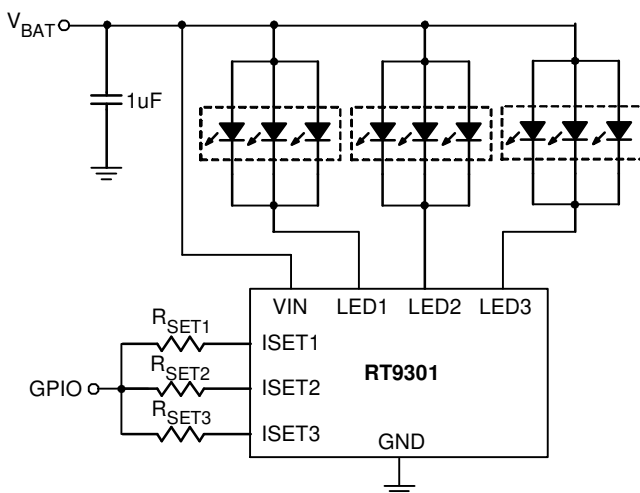 VBAT
1uF
VIN LED1 LED2 LED3
RSET1
ISET1
RSET2
GPIO
ISET2
RT9301
RSET3
ISET3
GND